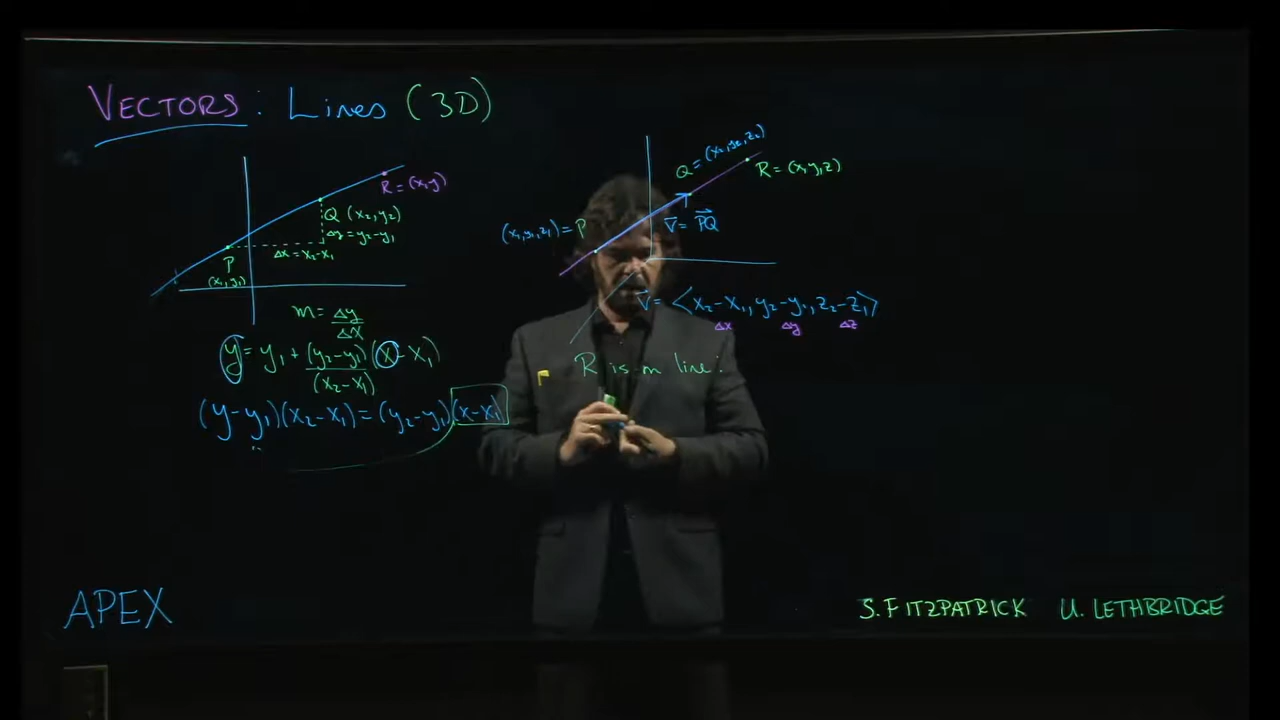 VECTORS: Lines (3D)
R = (x,y)
Q (x₂, y₂)
Δy = y₂-y₁
Δx = x₂-x₁
P
(x₁, y₁)
m = Δy/Δx
y = y₁ + (y₂-y₁)/(x₂-x₁) (x-x₁)
(y-y₁)(x₂-x₁) = (y₂-y₁)(x-x₁)
Q = (x₂, y₂, z₂)
R = (x,y,z)
(x₁, y₁, z₁) = P
v⃗ = PQ⃗
v⃗ = <x₂-x₁, y₂-y₁, z₂-z₁>
Δx Δy Δz
R is on line:
APEX
S. FITZPATRICK U. LETHBRIDGE